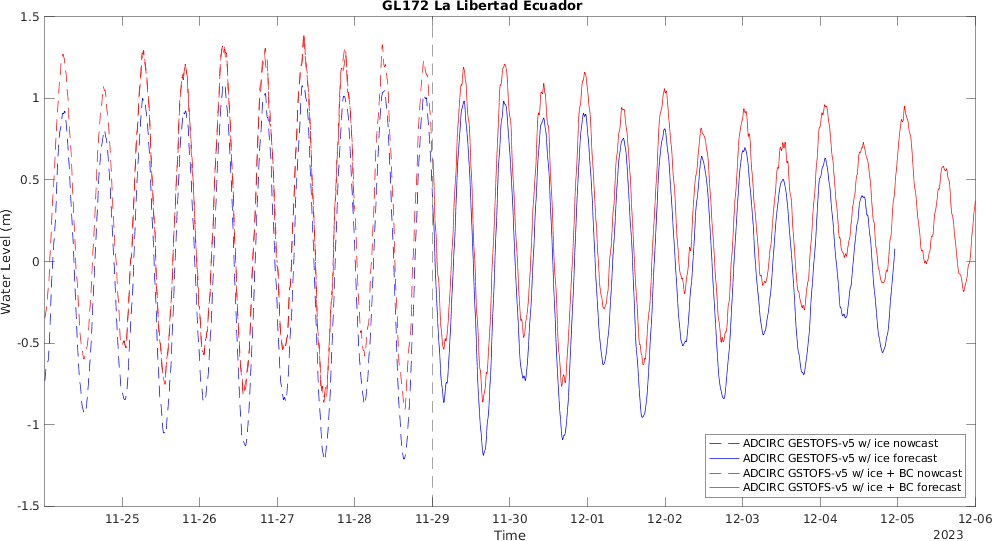 GL172 La Libertad Ecuador
1.5
1
0.5
0
-0.5
-1
-1.5
Water Level (m)
11-25 11-26 11-27 11-28 11-29 11-30 12-01 12-02 12-03 12-04 12-05 12-06
Time
2023
ADCIRC GESTOFS-v5 w/ ice nowcast
ADCIRC GESTOFS-v5 w/ ice forecast
ADCIRC GSTOFS-v5 w/ ice + BC nowcast
ADCIRC GSTOFS-v5 w/ ice + BC forecast